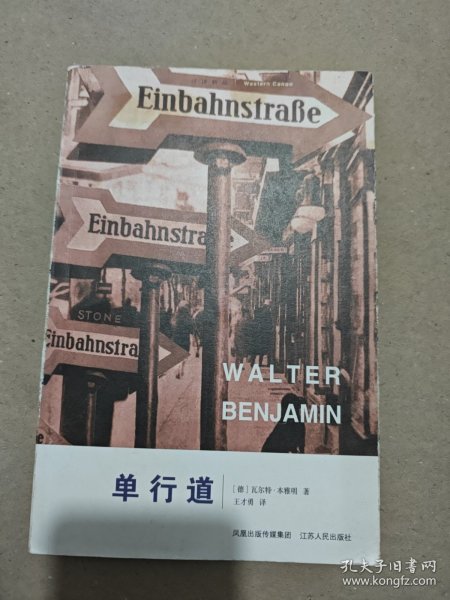 Western Canon
Einbahnstraße
Einbahnstra e
STONE
Einbahnstra
WALTER
BENJAMIN
单行道
[德] 瓦尔特·本雅明 著
王才勇 译
凤凰出版传媒集团 江苏人民出版社
孔夫子旧书网
www.kongfz.com